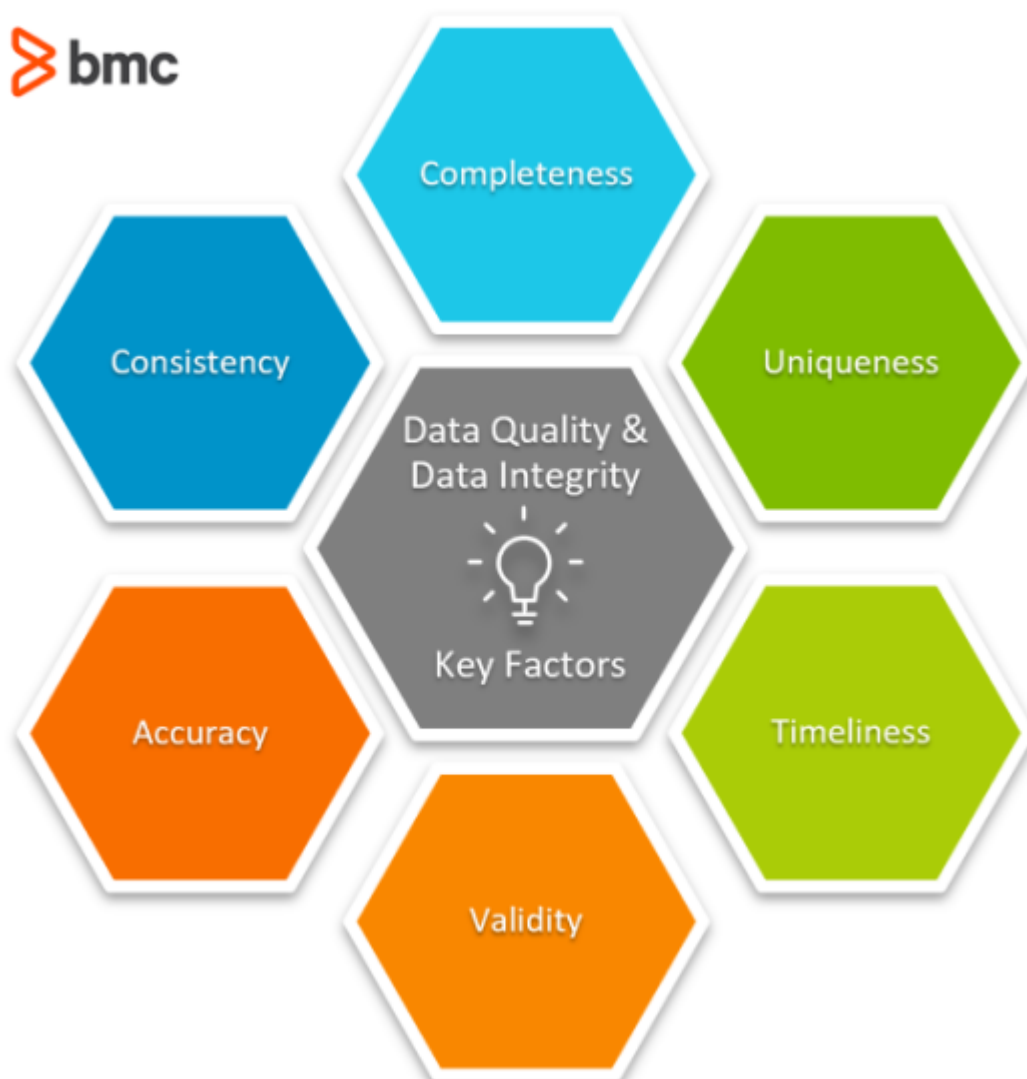 bmc
Completeness
Consistency
Uniqueness
Data Quality &
Data Integrity
Key Factors
Accuracy
Timeliness
Validity